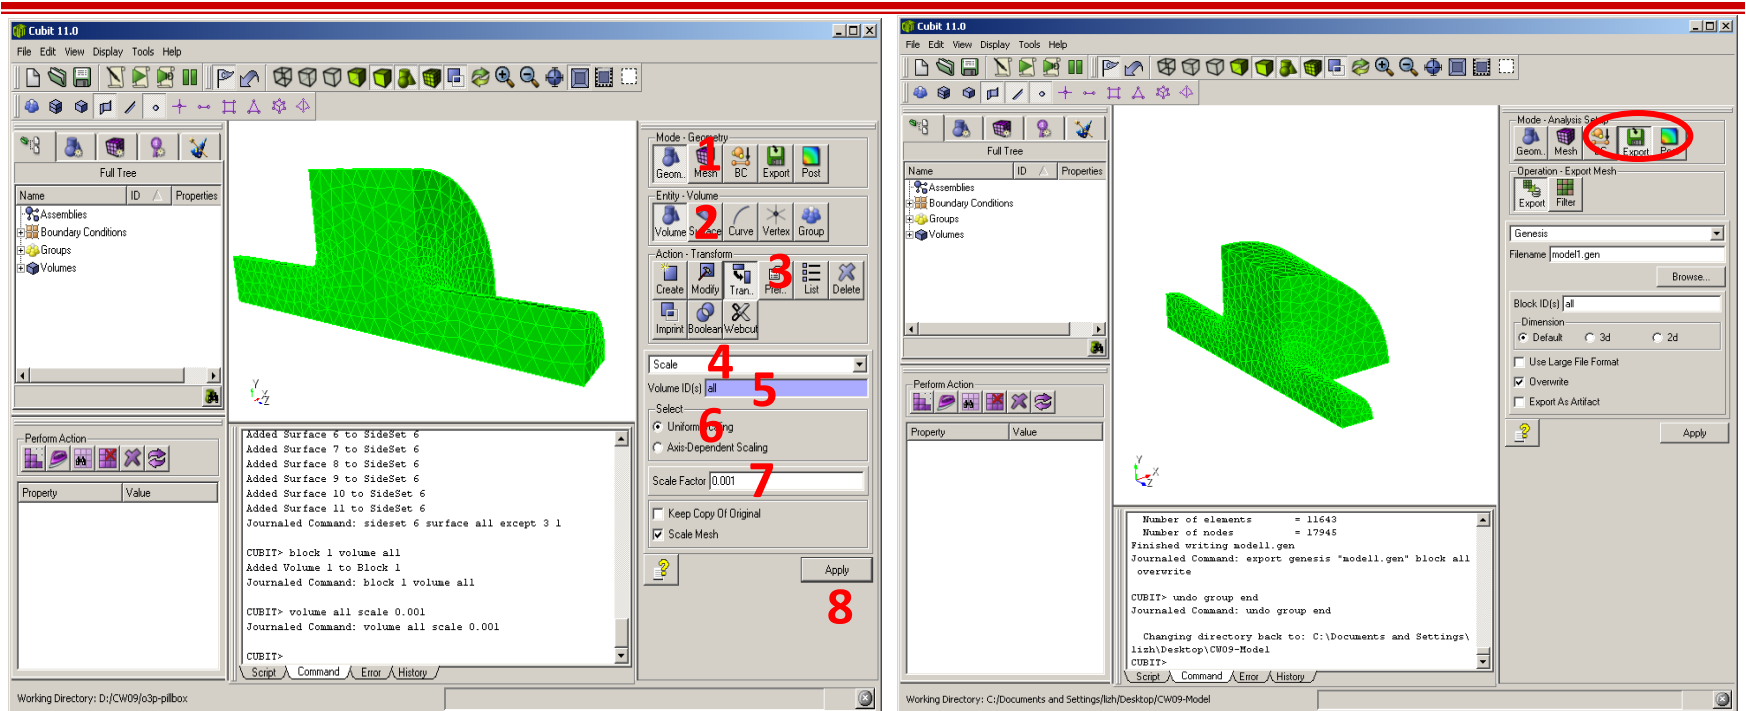 Cubit 11.0
File Edit View Display Tools Help
Full Tree
Name ID Properties
Assemblies
Boundary Conditions
Groups
Volumes
Perform Action
Property Value
Y
X
Z
Added Surface 6 to SideSet 6
Added Surface 7 to SideSet 6
Added Surface 8 to SideSet 6
Added Surface 9 to SideSet 6
Added Surface 10 to SideSet 6
Added Surface 11 to SideSet 6
Journaled Command: sideset 6 surface all except 3 1
CUBIT> block 1 volume all
Added Volume 1 to Block 1
Journaled Command: block 1 volume all
CUBIT> volume all scale 0.001
Journaled Command: volume all scale 0.001
CUBIT>
Script Command Error History
Working Directory: D:/CW09/o3p-pillbox
Mode - Geometry
1
Geom.. Mesh BC Export Post
Entity - Volume
2
Volume Surface Curve Vertex Group
Action - Transform
3
Create Modify Tran.. List Delete
Imprint Boolean Webcut
Scale
4
Volume ID(s) all
5
Select
6
Uniform Scaling
Axis-Dependent Scaling
7
Scale Factor 0.001
Keep Copy Of Original
Scale Mesh
Apply
8
Cubit 11.0
File Edit View Display Tools Help
Full Tree
Name ID Properties
Assemblies
Boundary Conditions
Groups
Volumes
Perform Action
Property Value
Y
X
Z
Number of elements = 11643
Number of nodes = 17945
Finished writing model1.gen
Journaled Command: export genesis "model1.gen" block all
overwrite
CUBIT> undo group end
Journaled Command: undo group end
Changing directory back to: C:\Documents and Settings\
lizh\Desktop\CW09-Model
CUBIT>
Script Command Error History
Working Directory: C:/Documents and Settings/lizh/Desktop/CW09-Model
Mode - Analysis Setup
Geom.. Mesh BC Export Post
Operation - Export Mesh
Export Filter
Genesis
Filename model1.gen
Browse...
Block ID(s) all
Dimension
Default 3d 2d
Use Large File Format
Overwrite
Export As Artifact
Apply